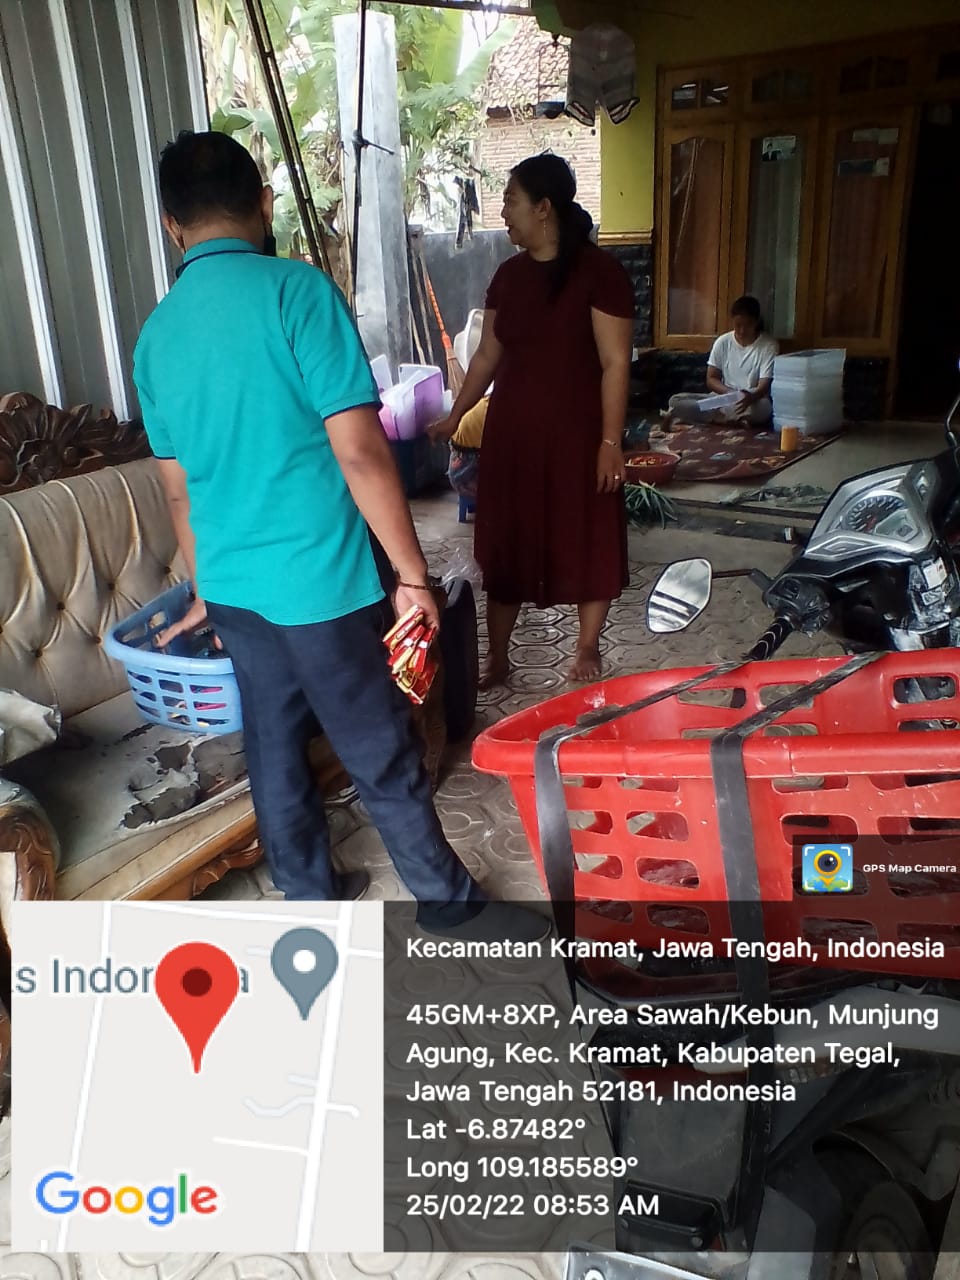 GPS Map Camera
s Indon a
Google
Kecamatan Kramat, Jawa Tengah, Indonesia
45GM+8XP, Area Sawah/Kebun, Munjung
Agung, Kec. Kramat, Kabupaten Tegal,
Jawa Tengah 52181, Indonesia
Lat -6.87482°
Long 109.185589°
25/02/22 08:53 AM